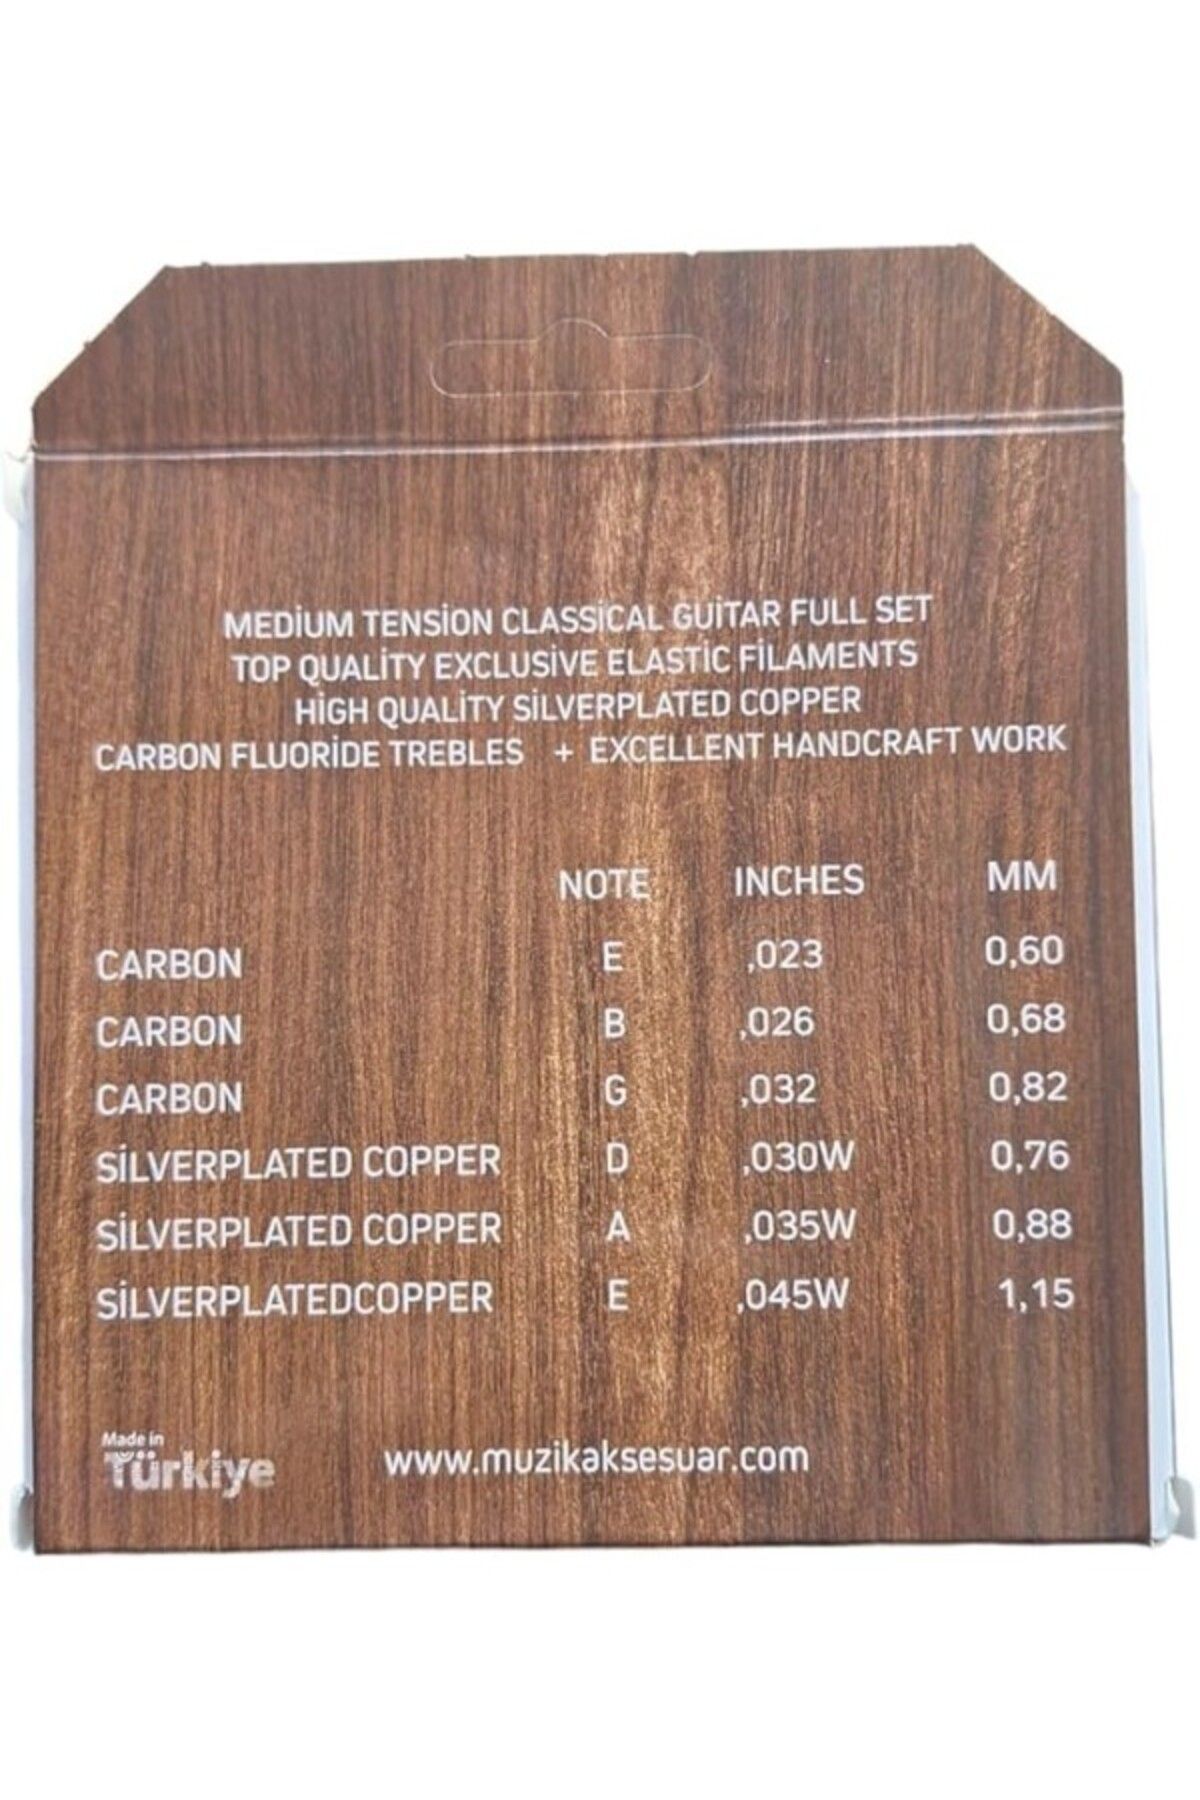 MEDİUM TENSİON CLASSİCAL GUİTAR FULL SET
TOP QUALİTY EXCLUSİVE ELASTİC FİLAMENTS
HİGH QUALİTY SİLVERPLATED COPPER
CARBON FLUORİDE TREBLES + EXCELLENT HANDCRAFT WORK
NOTE INCHES MM
CARBON E ,023 0,60
CARBON B ,026 0,68
CARBON G ,032 0,82
SİLVERPLATED COPPER D ,030W 0,76
SİLVERPLATED COPPER A ,035W 0,88
SİLVERPLATEDCOPPER E ,045W 1,15
Made in
Türkiye
www.muzikaksesuar.com